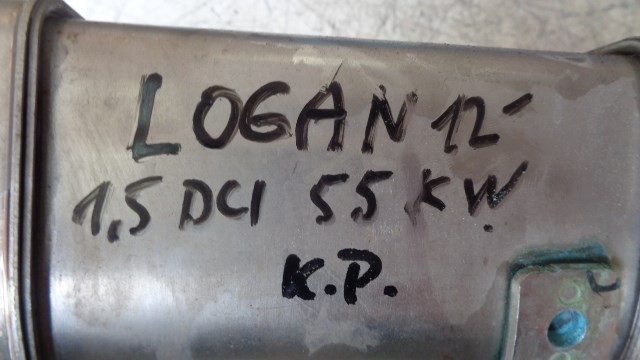 LOGAN 12-
1,5 DCI 55 KW
K.P.